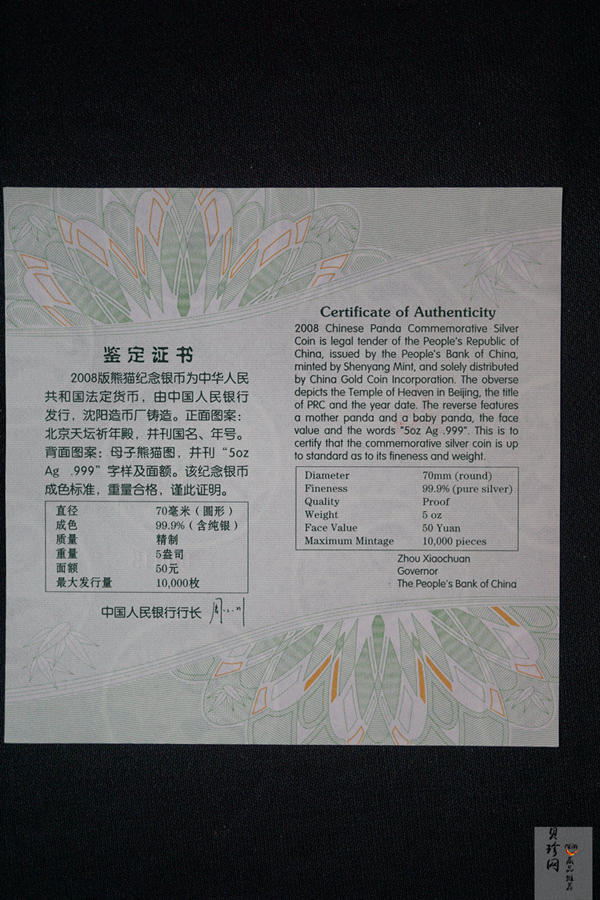 鉴定证书
2008版熊猫纪念银币为中华人民
共和国法定货币，由中国人民银行
发行，沈阳造币厂铸造。正面图案：
北京天坛祈年殿，并刊国名、年号。
背面图案：母子熊猫图，并刊“5oz
Ag .999”字样及面额。该纪念银币
成色标准，重量合格，谨此证明。
直径 70毫米（圆形）
成色 99.9%（含纯银）
质量 精制
重量 5盎司
面额 50元
最大发行量 10,000枚
中国人民银行行长
Certificate of Authenticity
2008 Chinese Panda Commemorative Silver
Coin is legal tender of the People's Republic of
China, issued by the People's Bank of China,
minted by Shenyang Mint, and solely distributed
by China Gold Coin Incorporation. The obverse
depicts the Temple of Heaven in Beijing, the title
of PRC and the year date. The reverse features
a mother panda and a baby panda, the face
value and the words "5oz Ag .999". This is to
certify that the commemorative silver coin is up
to standard as to its fineness and weight.
Diameter 70mm (round)
Fineness 99.9% (pure silver)
Quality Proof
Weight 5 oz
Face Value 50 Yuan
Maximum Mintage 10,000 pieces
Zhou Xiaochuan
Governor
The People's Bank of China
贝珍网